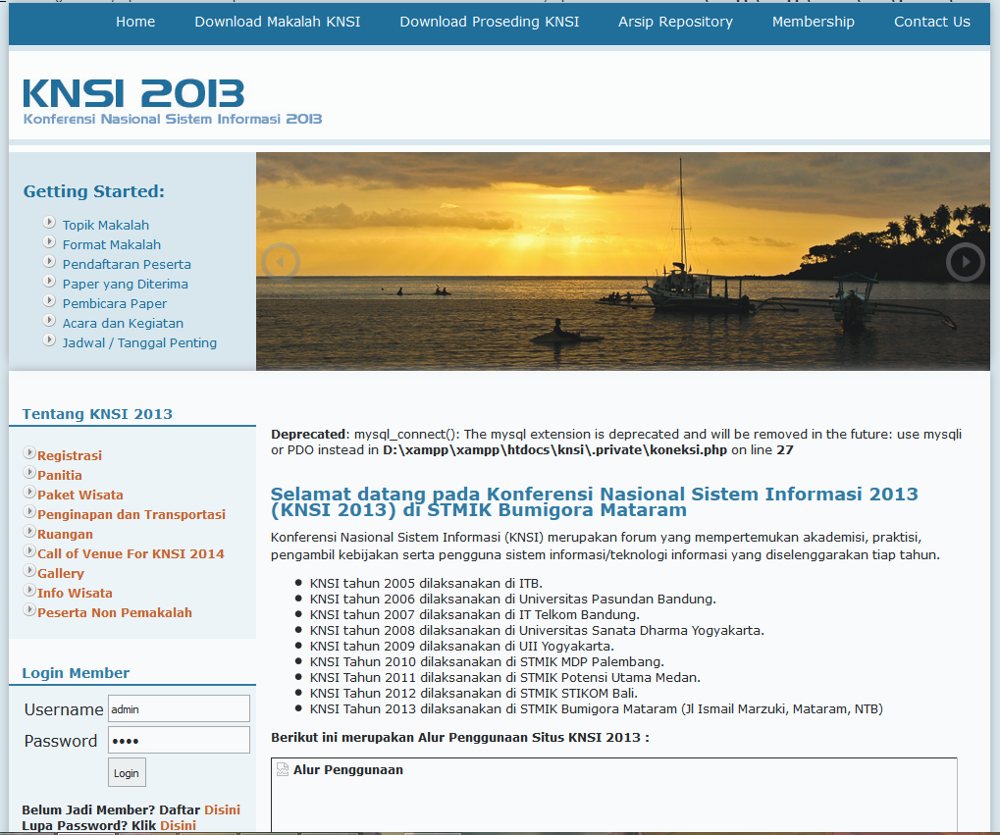 Home Download Makalah KNSI Download Proseding KNSI Arsip Repository Membership Contact Us
KNSI 2013
Konferensi Nasional Sistem Informasi 2013
Getting Started:
Topik Makalah
Format Makalah
Pendaftaran Peserta
Paper yang Diterima
Pembicara Paper
Acara dan Kegiatan
Jadwal / Tanggal Penting
Tentang KNSI 2013
Registrasi
Panitia
Paket Wisata
Penginapan dan Transportasi
Ruangan
Call of Venue For KNSI 2014
Gallery
Info Wisata
Peserta Non Pemakalah
Login Member
Username admin
Password ••••
Login
Belum Jadi Member? Daftar Disini
Lupa Password? Klik Disini
Deprecated: mysql_connect(): The mysql extension is deprecated and will be removed in the future: use mysqli
or PDO instead in D:\xampp\xampp\htdocs\knsi\.private\koneksi.php on line 27
Selamat datang pada Konferensi Nasional Sistem Informasi 2013
(KNSI 2013) di STMIK Bumigora Mataram
Konferensi Nasional Sistem Informasi (KNSI) merupakan forum yang mempertemukan akademisi, praktisi,
pengambil kebijakan serta pengguna sistem informasi/teknologi informasi yang diselenggarakan tiap tahun.
KNSI tahun 2005 dilaksanakan di ITB.
KNSI tahun 2006 dilaksanakan di Universitas Pasundan Bandung.
KNSI tahun 2007 dilaksanakan di IT Telkom Bandung.
KNSI tahun 2008 dilaksanakan di Universitas Sanata Dharma Yogyakarta.
KNSI tahun 2009 dilaksanakan di UII Yogyakarta.
KNSI Tahun 2010 dilaksanakan di STMIK MDP Palembang.
KNSI Tahun 2011 dilaksanakan di STMIK Potensi Utama Medan.
KNSI Tahun 2012 dilaksanakan di STMIK STIKOM Bali.
KNSI Tahun 2013 dilaksanakan di STMIK Bumigora Mataram (Jl Ismail Marzuki, Mataram, NTB)
Berikut ini merupakan Alur Penggunaan Situs KNSI 2013 :
Alur Penggunaan